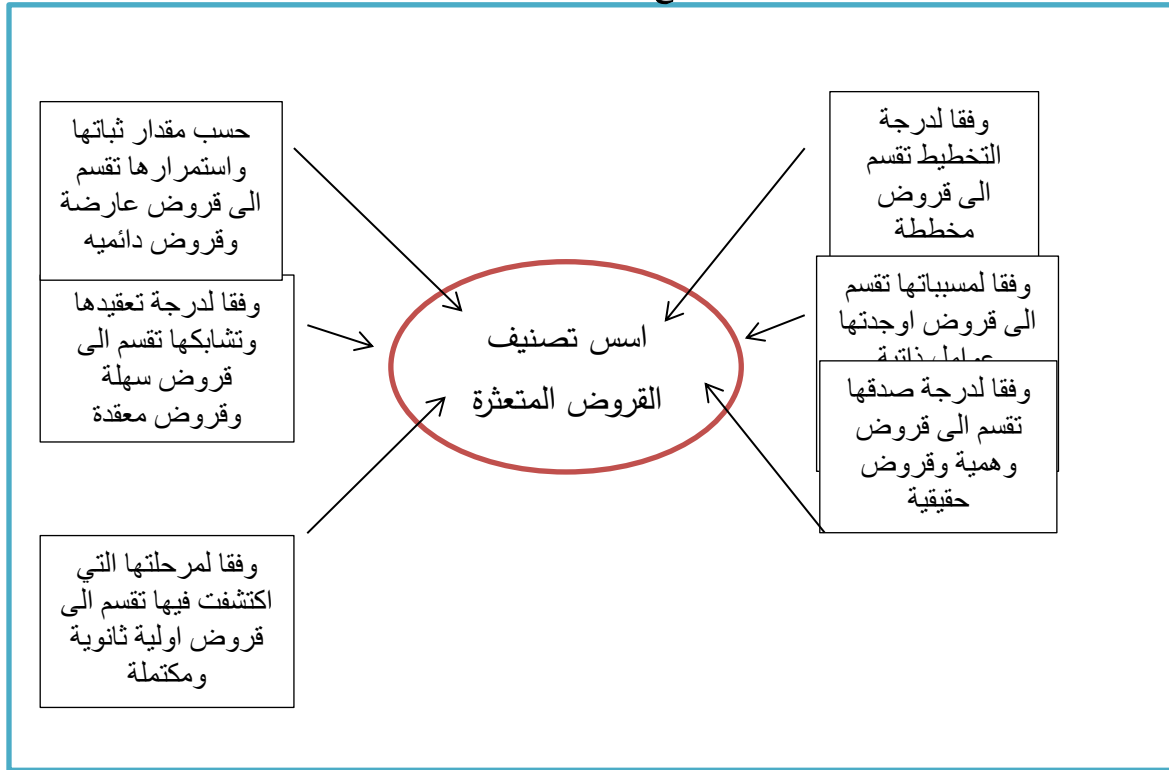 وفقا لدرجة
التخطيط تقسم
الى قروض
مخططة
وفقا لمسبباتها تقسم
الى قروض اوجدتها
عوامل ذاتية
وفقا لدرجة صدقها
تقسم الى قروض
وهمية وقروض
حقيقية
اسس تصنيف
القروض المتعثرة
حسب مقدار ثباتها
واستمرارها تقسم
الى قروض عارضة
وقروض دائميه
وفقا لدرجة تعقيدها
وتشابكها تقسم الى
قروض سهلة
وقروض معقدة
وفقا لمرحلتها التي
اكتشفت فيها تقسم الى
قروض اولية ثانوية
ومكتملة